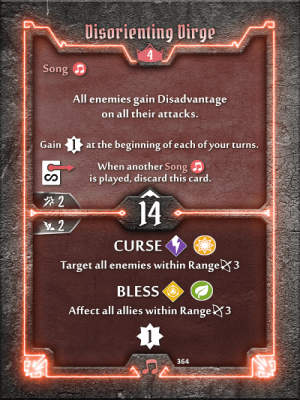 Disorienting Dirge
4
Song
All enemies gain Disadvantage
on all their attacks.
Gain 1 at the beginning of each of your turns.
When another Song
is played, discard this card.
2
14
2
CURSE
Target all enemies within Range 3
BLESS
Affect all allies within Range 3
1
364